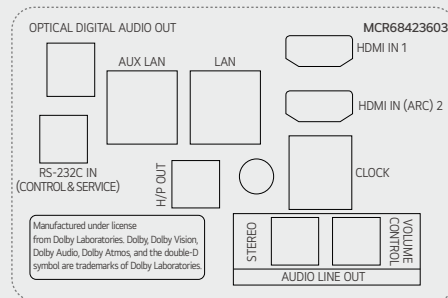 OPTICAL DIGITAL AUDIO OUT
MCR68423603
HDMI IN 1
AUX LAN
LAN
HDMI IN (ARC) 2
RS-232C IN
(CONTROL & SERVICE)
H/P OUT
CLOCK
Manufactured under license
from Dolby Laboratories. Dolby, Dolby Vision,
Dolby Audio, Dolby Atmos, and the double-D
symbol are trademarks of Dolby Laboratories.
STEREO
VOLUME
CONTROL
AUDIO LINE OUT